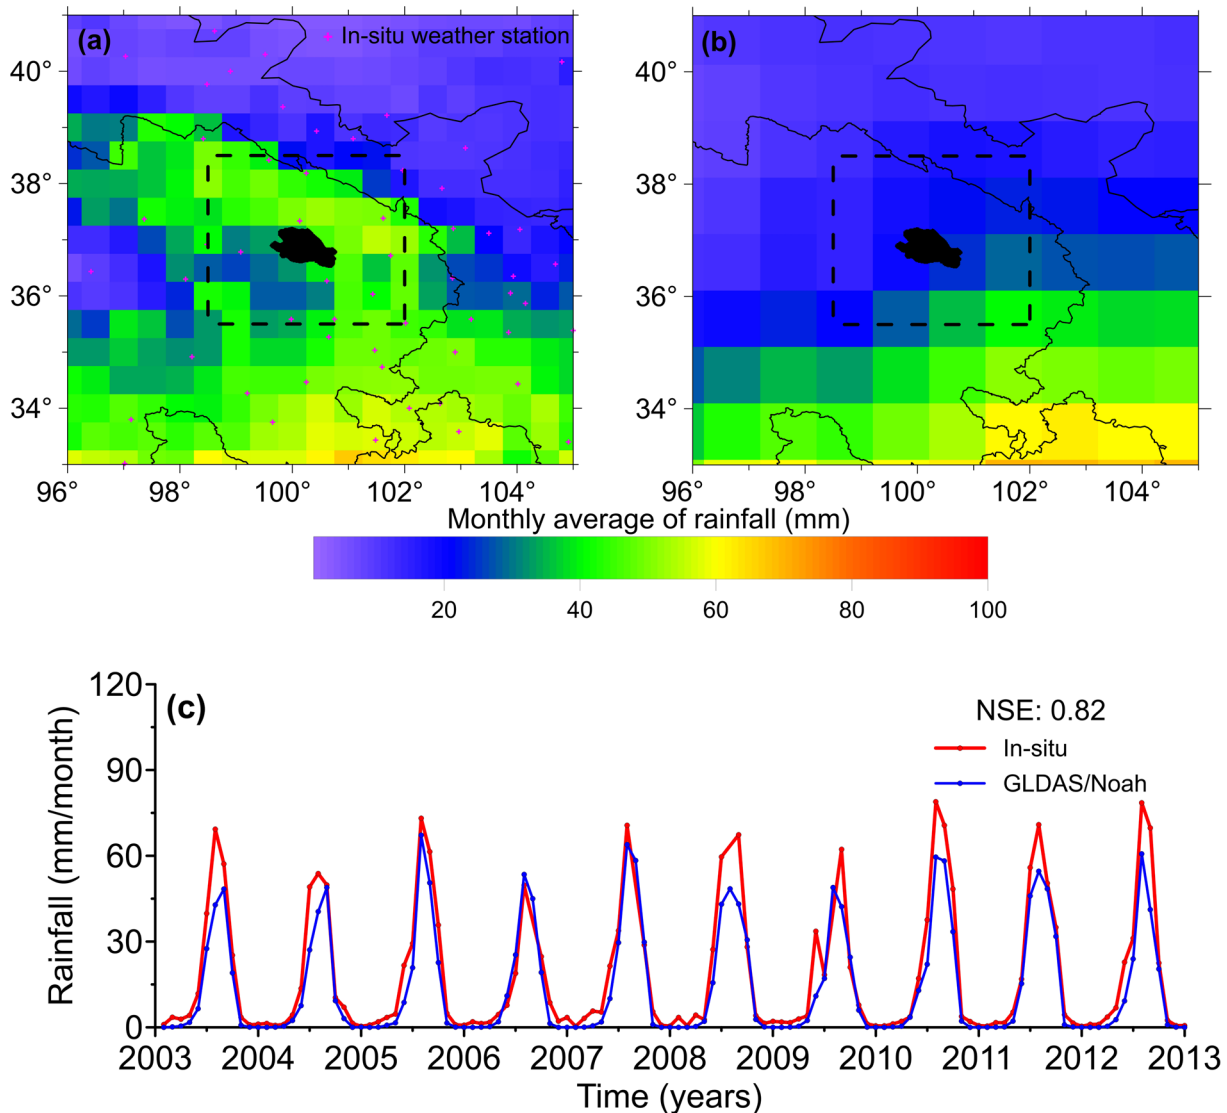 (a)
In-situ weather station
(b)
40°
38°
36°
34°
40°
38°
36°
34°
96° 98° 100° 102° 104°
96° 98° 100° 102° 104°
Monthly average of rainfall (mm)
20 40 60 80 100
(c)
NSE: 0.82
In-situ
GLDAS/Noah
Rainfall (mm/month)
120
90
60
30
0
2003 2004 2005 2006 2007 2008 2009 2010 2011 2012 2013
Time (years)